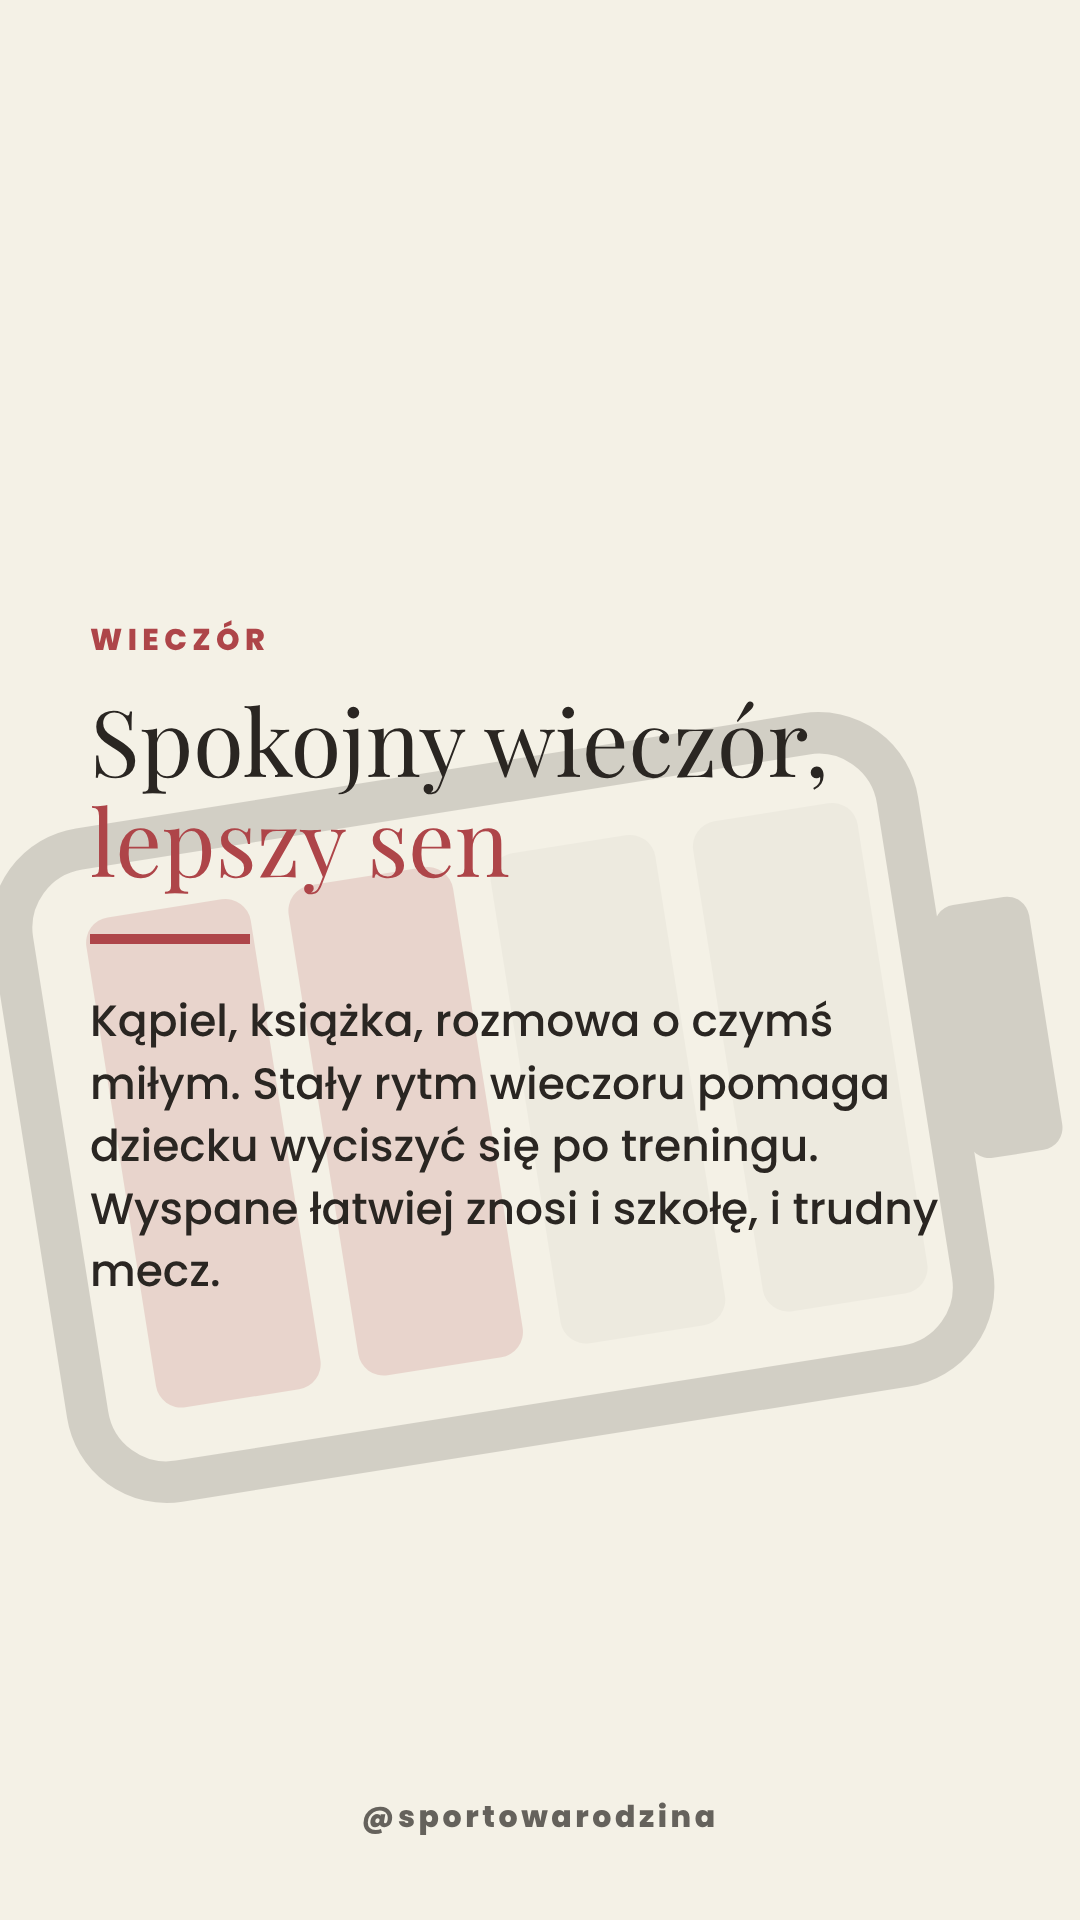 WIECZÓR
Spokojny wieczór,
lepszy sen
Kąpiel, książka, rozmowa o czymś
miłym. Stały rytm wieczoru pomaga
dziecku wyciszyć się po treningu.
Wyspane łatwiej znosi i szkołę, i trudny
mecz.
@sportowarodzina